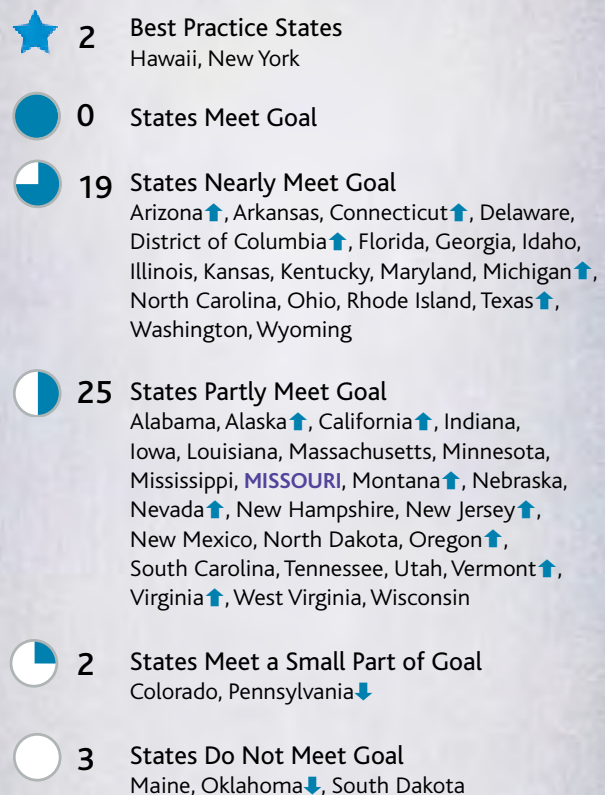 2 Best Practice States
Hawaii, New York
0 States Meet Goal
19 States Nearly Meet Goal
Arizona⬆, Arkansas, Connecticut⬆, Delaware,
District of Columbia⬆, Florida, Georgia, Idaho,
Illinois, Kansas, Kentucky, Maryland, Michigan⬆,
North Carolina, Ohio, Rhode Island, Texas⬆,
Washington, Wyoming
25 States Partly Meet Goal
Alabama, Alaska⬆, California⬆, Indiana,
Iowa, Louisiana, Massachusetts, Minnesota,
Mississippi, MISSOURI, Montana⬆, Nebraska,
Nevada⬆, New Hampshire, New Jersey⬆,
New Mexico, North Dakota, Oregon⬆,
South Carolina, Tennessee, Utah, Vermont⬆,
Virginia⬆, West Virginia, Wisconsin
2 States Meet a Small Part of Goal
Colorado, Pennsylvania⬇
3 States Do Not Meet Goal
Maine, Oklahoma⬇, South Dakota